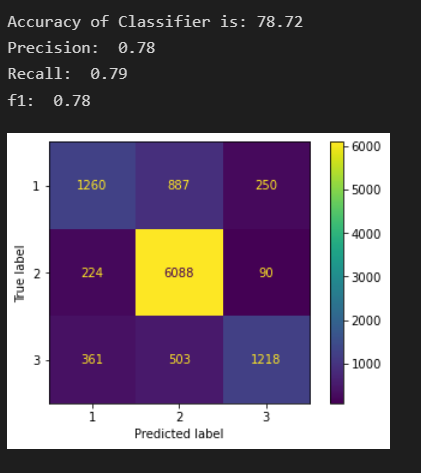 Accuracy of Classifier is: 78.72
Precision:  0.78
Recall:  0.79
f1:  0.78
6000
1 1260 887 250
5000
4000
True label
2 224 6088 90
3000
2000
3 361 503 1218
1000
1 2 3
Predicted label